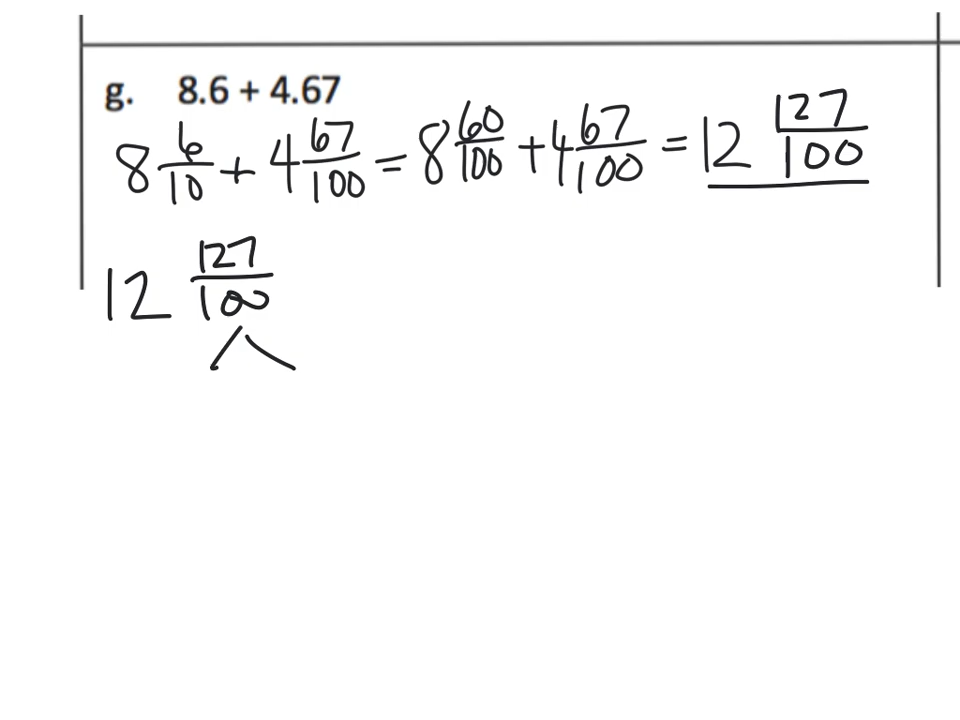 g. 8.6 + 4.67
8 6/10 + 4 67/100 = 8 60/100 + 4 67/100 = 12 127/100
12 127/100